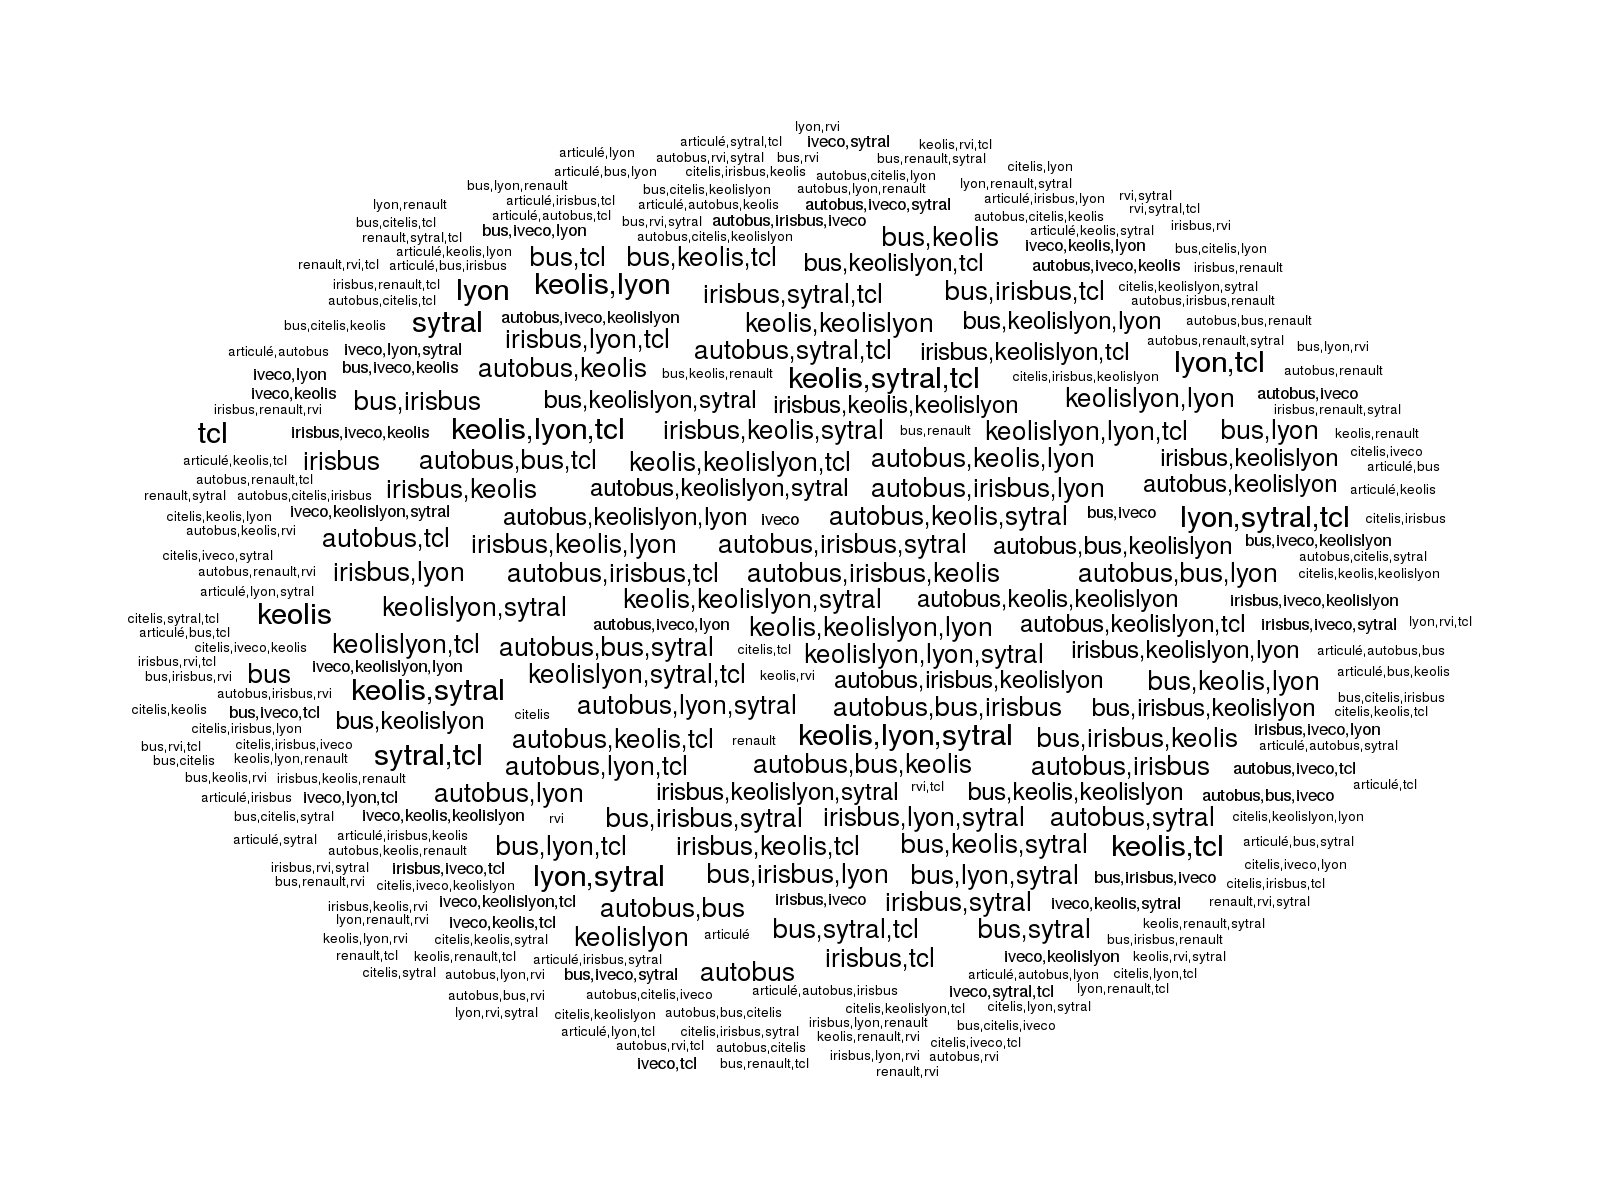 lyon,rvi
articulé,sytral,tcl iveco,sytral keolis,rvi,tcl
articulé,lyon autobus,rvi,sytral bus,rvi bus,renault,sytral
articulé,bus,lyon citelis,irisbus,keolis autobus,citelis,lyon citelis,lyon
bus,lyon,renault bus,citelis,keolislyon autobus,lyon,renault lyon,renault,sytral
lyon,renault articulé,irisbus,tcl articulé,autobus,keolis autobus,iveco,sytral articulé,irisbus,lyon rvi,sytral
articulé,autobus,tcl autobus,citelis,keolis rvi,sytral,tcl
bus,citelis,tcl bus,iveco,lyon bus,rvi,sytral autobus,irisbus,iveco articulé,keolis,sytral irisbus,rvi
renault,sytral,tcl autobus,citelis,keolislyon bus,keolis iveco,keolis,lyon bus,citelis,lyon
articulé,keolis,lyon bus,tcl bus,keolis,tcl bus,keolislyon,tcl
renault,rvi,tcl articulé,bus,irisbus autobus,iveco,keolis irisbus,renault
irisbus,renault,tcl lyon keolis,lyon irisbus,sytral,tcl bus,irisbus,tcl citelis,keolislyon,sytral
autobus,citelis,tcl autobus,irisbus,renault
bus,citelis,keolis sytral autobus,iveco,keolislyon keolis,keolislyon bus,keolislyon,lyon autobus,bus,renault
irisbus,lyon,tcl autobus,renault,sytral
articulé,autobus iveco,lyon,sytral autobus,sytral,tcl irisbus,keolislyon,tcl bus,lyon,rvi
iveco,lyon bus,iveco,keolis autobus,keolis bus,keolis,renault keolis,sytral,tcl citelis,irisbus,keolislyon lyon,tcl autobus,renault
iveco,keolis bus,irisbus bus,keolislyon,sytral irisbus,keolis,keolislyon keolislyon,lyon autobus,iveco
irisbus,renault,rvi irisbus,renault,sytral
tcl irisbus,iveco,keolis keolis,lyon,tcl irisbus,keolis,sytral bus,renault keolislyon,lyon,tcl bus,lyon keolis,renault
articulé,keolis,tcl irisbus autobus,bus,tcl keolis,keolislyon,tcl autobus,keolis,lyon irisbus,keolislyon citelis,iveco
articulé,bus
autobus,renault,tcl
renault,sytral autobus,citelis,irisbus irisbus,keolis autobus,keolislyon,sytral autobus,irisbus,lyon autobus,keolislyon articulé,keolis
citelis,keolis,lyon iveco,keolislyon,sytral autobus,keolislyon,lyon iveco autobus,keolis,sytral bus,iveco lyon,sytral,tcl citelis,irisbus
autobus,keolis,rvi autobus,tcl irisbus,keolis,lyon autobus,irisbus,sytral autobus,bus,keolislyon bus,iveco,keolislyon
citelis,iveco,sytral autobus,citelis,sytral
autobus,renault,rvi irisbus,lyon autobus,irisbus,tcl autobus,irisbus,keolis autobus,bus,lyon citelis,keolis,keolislyon
articulé,lyon,sytral keolislyon,sytral keolis,keolislyon,sytral autobus,keolis,keolislyon irisbus,iveco,keolislyon
citelis,sytral,tcl keolis autobus,iveco,lyon keolis,keolislyon,lyon autobus,keolislyon,tcl irisbus,iveco,sytral lyon,rvi,tcl
articulé,bus,tcl
citelis,iveco,keolis keolislyon,tcl autobus,bus,sytral citelis,tcl keolislyon,lyon,sytral irisbus,keolislyon,lyon articulé,autobus,bus
irisbus,rvi,tcl
bus,irisbus,rvi bus iveco,keolislyon,lyon keolislyon,sytral,tcl keolis,rvi autobus,irisbus,keolislyon bus,keolis,lyon articulé,bus,keolis
autobus,irisbus,rvi keolis,sytral bus,citelis,irisbus
citelis,keolis bus,iveco,tcl bus,keolislyon citelis autobus,lyon,sytral autobus,bus,irisbus bus,irisbus,keolislyon citelis,keolis,tcl
citelis,irisbus,lyon irisbus,iveco,lyon
bus,rvi,tcl citelis,irisbus,iveco autobus,keolis,tcl renault keolis,lyon,sytral bus,irisbus,keolis articulé,autobus,sytral
bus,citelis keolis,lyon,renault sytral,tcl autobus,lyon,tcl autobus,bus,keolis autobus,irisbus autobus,iveco,tcl
bus,keolis,rvi irisbus,keolis,renault
articulé,irisbus iveco,lyon,tcl autobus,lyon irisbus,keolislyon,sytral rvi,tcl bus,keolis,keolislyon autobus,bus,iveco articulé,tcl
bus,citelis,sytral iveco,keolis,keolislyon rvi bus,irisbus,sytral irisbus,lyon,sytral autobus,sytral citelis,keolislyon,lyon
articulé,sytral articulé,irisbus,keolis
autobus,keolis,renault bus,lyon,tcl irisbus,keolis,tcl bus,keolis,sytral keolis,tcl articulé,bus,sytral
irisbus,rvi,sytral irisbus,iveco,tcl citelis,iveco,lyon
bus,renault,rvi citelis,iveco,keolislyon lyon,sytral bus,irisbus,lyon bus,lyon,sytral bus,irisbus,iveco citelis,irisbus,tcl
irisbus,keolis,rvi iveco,keolislyon,tcl autobus,bus irisbus,iveco irisbus,sytral iveco,keolis,sytral renault,rvi,sytral
lyon,renault,rvi iveco,keolis,tcl keolis,renault,sytral
keolis,lyon,rvi citelis,keolis,sytral keolislyon articulé bus,sytral,tcl bus,sytral bus,irisbus,renault
renault,tcl keolis,renault,tcl articulé,irisbus,sytral irisbus,tcl iveco,keolislyon keolis,rvi,sytral
citelis,sytral autobus,lyon,rvi bus,iveco,sytral autobus articulé,autobus,lyon citelis,lyon,tcl
autobus,bus,rvi autobus,citelis,iveco articulé,autobus,irisbus iveco,sytral,tcl lyon,renault,tcl
lyon,rvi,sytral citelis,keolislyon autobus,bus,citelis citelis,keolislyon,tcl citelis,lyon,sytral
articulé,lyon,tcl citelis,irisbus,sytral irisbus,lyon,renault bus,citelis,iveco
autobus,rvi,tcl autobus,citelis keolis,renault,rvi citelis,iveco,tcl
iveco,tcl bus,renault,tcl irisbus,lyon,rvi autobus,rvi
renault,rvi